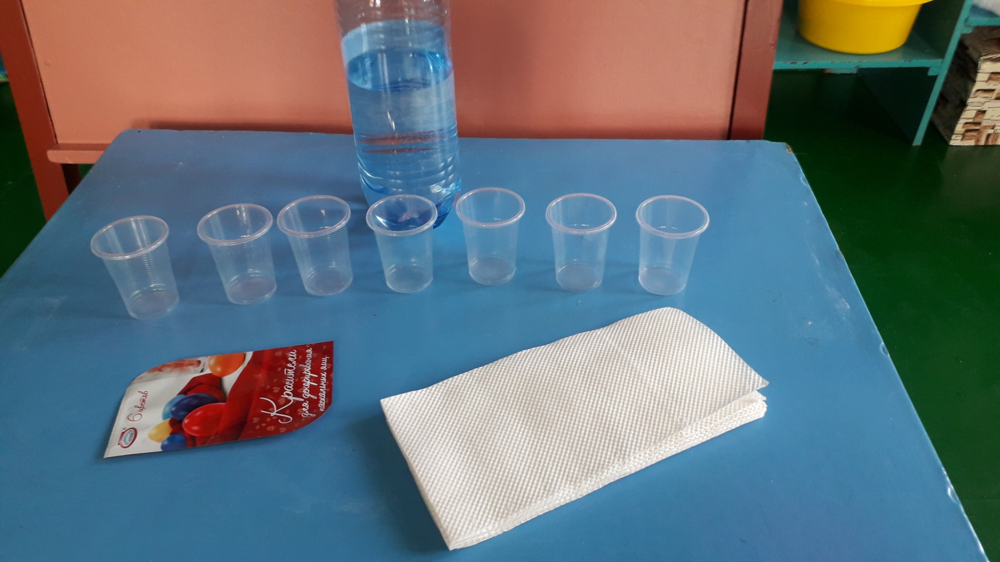 Красители
для декорирования
пасхальных яиц
6 цветов